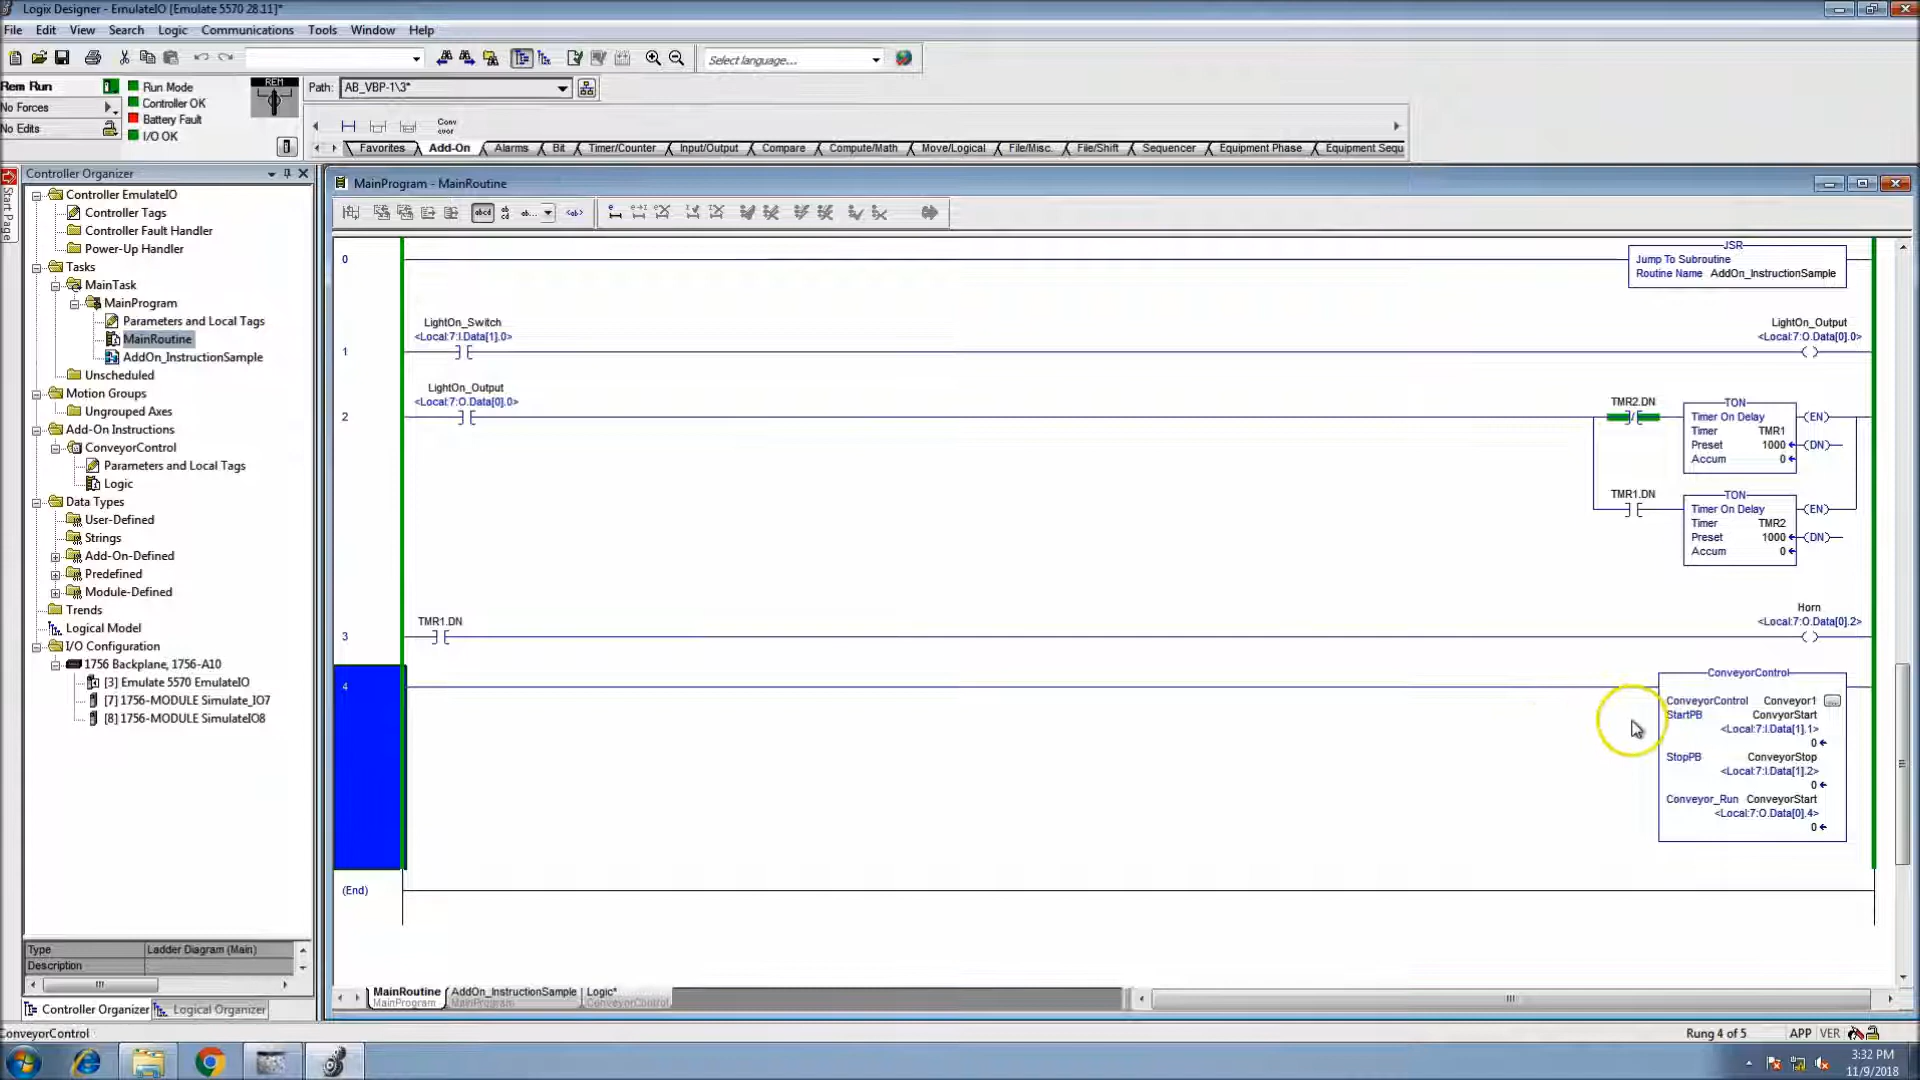 Logix Designer - EmulateIO [Emulate 5570 28.11]*
File Edit View Search Logic Communications Tools Window Help
Select language...
Rem Run
No Forces
No Edits
Run Mode
Controller OK
Battery Fault
I/O OK
REM
Path: AB_VBP-1\3*
Conv
eyor
Favorites Add-On Alarms Bit Timer/Counter Input/Output Compare Compute/Math Move/Logical File/Misc. File/Shift Sequencer Equipment Phase Equipment Sequ
Start Page
Controller Organizer
Controller EmulateIO
Controller Tags
Controller Fault Handler
Power-Up Handler
Tasks
MainTask
MainProgram
Parameters and Local Tags
MainRoutine
AddOn_InstructionSample
Unscheduled
Motion Groups
Ungrouped Axes
Add-On Instructions
ConveyorControl
Parameters and Local Tags
Logic
Data Types
User-Defined
Strings
Add-On-Defined
Predefined
Module-Defined
Trends
Logical Model
I/O Configuration
1756 Backplane, 1756-A10
[3] Emulate 5570 EmulateIO
[7] 1756-MODULE Simulate_IO7
[8] 1756-MODULE SimulateIO8
Type Ladder Diagram (Main)
Description
Controller Organizer Logical Organizer
MainProgram - MainRoutine
abcd ab
cd ab... <ab>
0
JSR
Jump To Subroutine
Routine Name AddOn_InstructionSample
LightOn_Switch
<Local:7:I.Data[1].0>
LightOn_Output
<Local:7:O.Data[0].0>
1
LightOn_Output
<Local:7:O.Data[0].0>
2
TMR2.DN
TON
Timer On Delay (EN)
Timer TMR1
Preset 1000 (DN)
Accum 0
TMR1.DN
TON
Timer On Delay (EN)
Timer TMR2
Preset 1000 (DN)
Accum 0
TMR1.DN
Horn
<Local:7:O.Data[0].2>
3
4
ConveyorControl
ConveyorControl Conveyor1 ...
StartPB ConvyorStart
<Local:7:I.Data[1].1>
0
StopPB ConveyorStop
<Local:7:I.Data[1].2>
0
Conveyor_Run ConveyorStart
<Local:7:O.Data[0].4>
0
(End)
MainRoutine AddOn_InstructionSample Logic*
MainProgram MainProgram ConveyorControl
ConveyorControl
Rung 4 of 5 APP VER
3:32 PM
11/9/2018